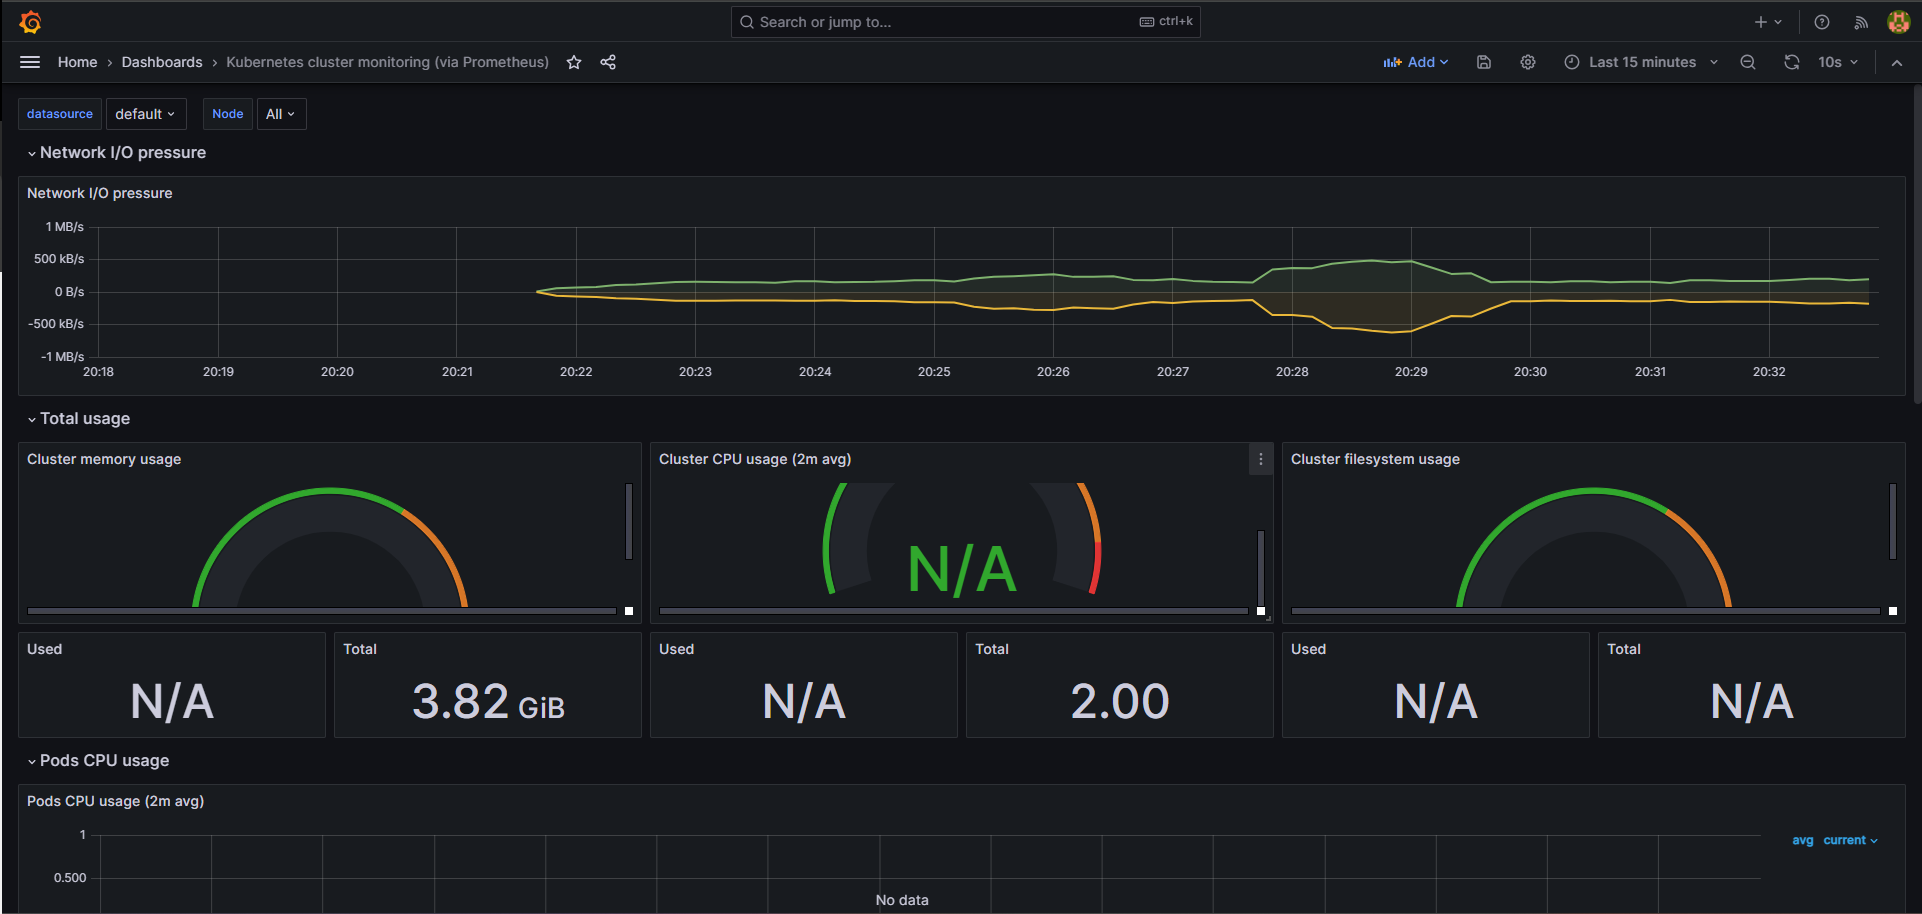 Search or jump to... ctrl+k
Home › Dashboards › Kubernetes cluster monitoring (via Prometheus) Add Last 15 minutes 10s
datasource default Node All
Network I/O pressure
Network I/O pressure
1 MB/s
500 kB/s
0 B/s
-500 kB/s
-1 MB/s
20:18 20:19 20:20 20:21 20:22 20:23 20:24 20:25 20:26 20:27 20:28 20:29 20:30 20:31 20:32
Total usage
Cluster memory usage
Cluster CPU usage (2m avg)
N/A
Cluster filesystem usage
Used
N/A
Total
3.82 GiB
Used
N/A
Total
2.00
Used
N/A
Total
N/A
Pods CPU usage
Pods CPU usage (2m avg)
1
0.500
No data
avg current